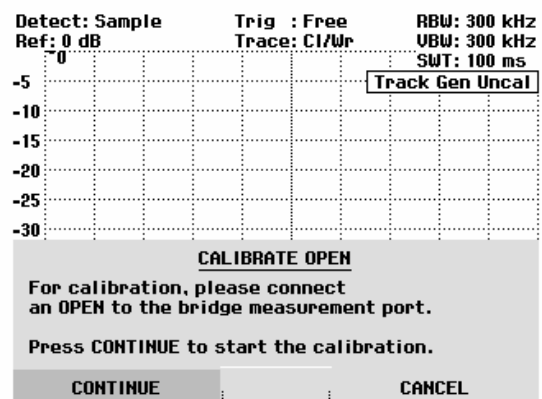 Detect: Sample Trig : Free RBW: 300 kHz
Ref: 0 dB Trace: Cl/Wr VBW: 300 kHz
0 SWT: 100 ms
-5 Track Gen Uncal
-10
-15
-20
-25
-30
CALIBRATE OPEN
For calibration, please connect
an OPEN to the bridge measurement port.
Press CONTINUE to start the calibration.
CONTINUE CANCEL